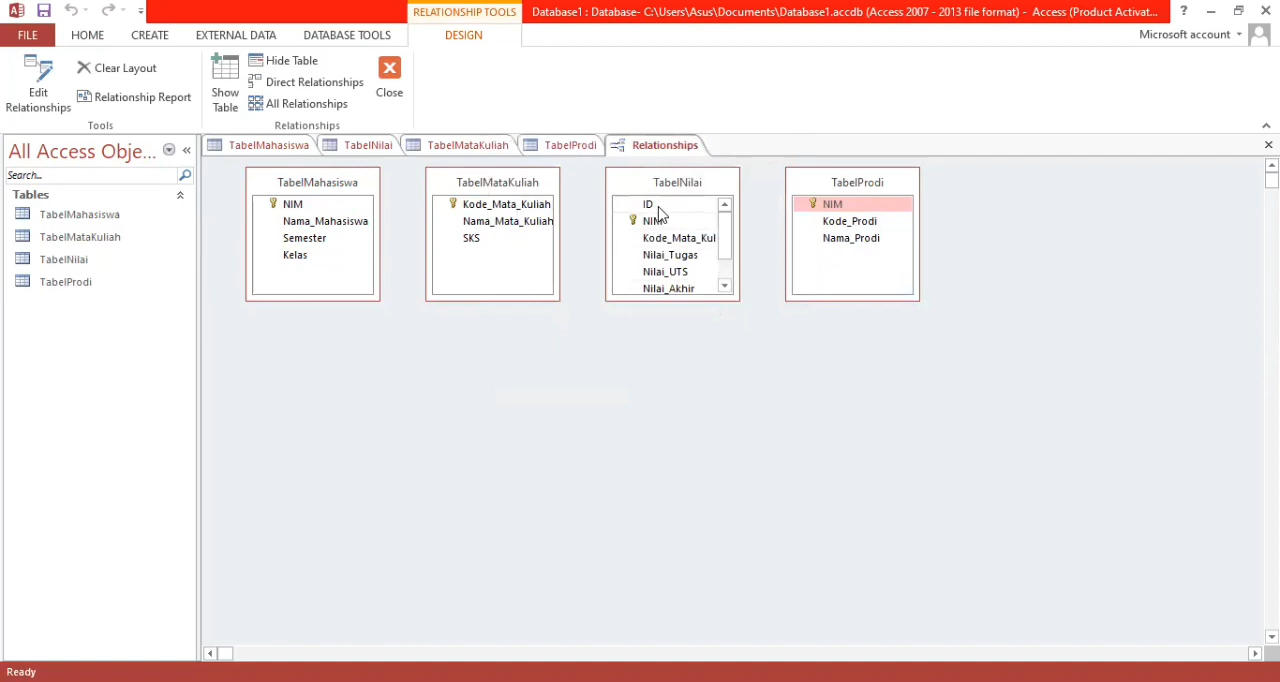 RELATIONSHIP TOOLS
Database1 : Database- C:\Users\Asus\Documents\Database1.accdb (Access 2007 - 2013 file format) - Access (Product Activat...
?
FILE HOME CREATE EXTERNAL DATA DATABASE TOOLS DESIGN
Microsoft account
Edit Relationships
Clear Layout
Relationship Report
Tools
Show Table
Hide Table
Direct Relationships
All Relationships
Close
Relationships
All Access Obje...
Search...
Tables
TabelMahasiswa
TabelMataKuliah
TabelNilai
TabelProdi
TabelMahasiswa TabelNilai TabelMataKuliah TabelProdi Relationships
TabelMahasiswa
NIM
Nama_Mahasiswa
Semester
Kelas
TabelMataKuliah
Kode_Mata_Kuliah
Nama_Mata_Kuliah
SKS
TabelNilai
ID
NIM
Kode_Mata_Kul
Nilai_Tugas
Nilai_UTS
Nilai_Akhir
TabelProdi
NIM
Kode_Prodi
Nama_Prodi
Ready